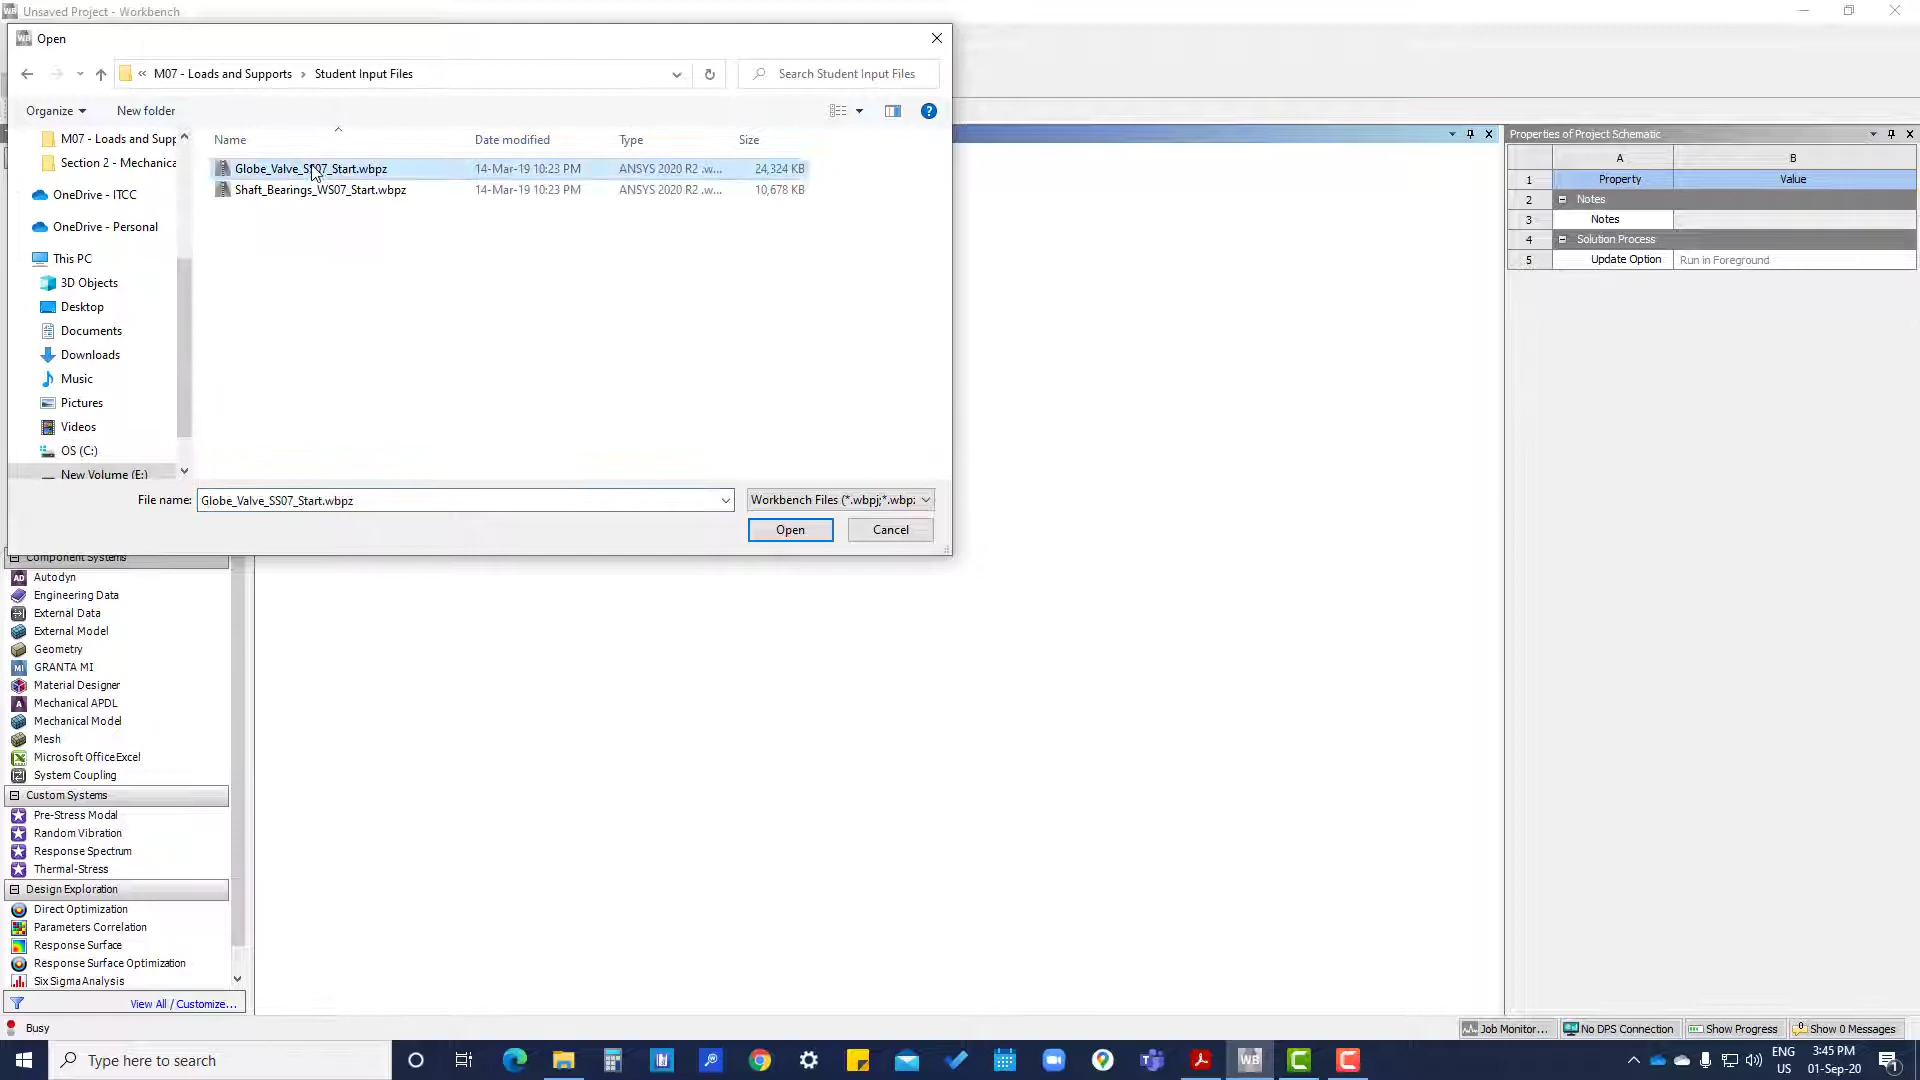 Unsaved Project - Workbench
Open
« M07 - Loads and Supports › Student Input Files
Search Student Input Files
Organize
New folder
M07 - Loads and Supp
Section 2 - Mechanica
OneDrive - ITCC
OneDrive - Personal
This PC
3D Objects
Desktop
Documents
Downloads
Music
Pictures
Videos
OS (C:)
New Volume (E:)
Name Date modified Type Size
Globe_Valve_SS07_Start.wbpz 14-Mar-19 10:23 PM ANSYS 2020 R2 .w... 24,324 KB
Shaft_Bearings_WS07_Start.wbpz 14-Mar-19 10:23 PM ANSYS 2020 R2 .w... 10,678 KB
File name: Globe_Valve_SS07_Start.wbpz
Workbench Files (*.wbpj;*.wbp:
Open
Cancel
Component Systems
Autodyn
Engineering Data
External Data
External Model
Geometry
GRANTA MI
Material Designer
Mechanical APDL
Mechanical Model
Mesh
Microsoft Office Excel
System Coupling
Custom Systems
Pre-Stress Modal
Random Vibration
Response Spectrum
Thermal-Stress
Design Exploration
Direct Optimization
Parameters Correlation
Response Surface
Response Surface Optimization
Six Sigma Analysis
View All / Customize...
Properties of Project Schematic
A B
1 Property Value
2 Notes
3 Notes
4 Solution Process
5 Update Option Run in Foreground
Busy
Job Monitor...
No DPS Connection
Show Progress
Show 0 Messages
Type here to search
ENG
US
3:45 PM
01-Sep-20